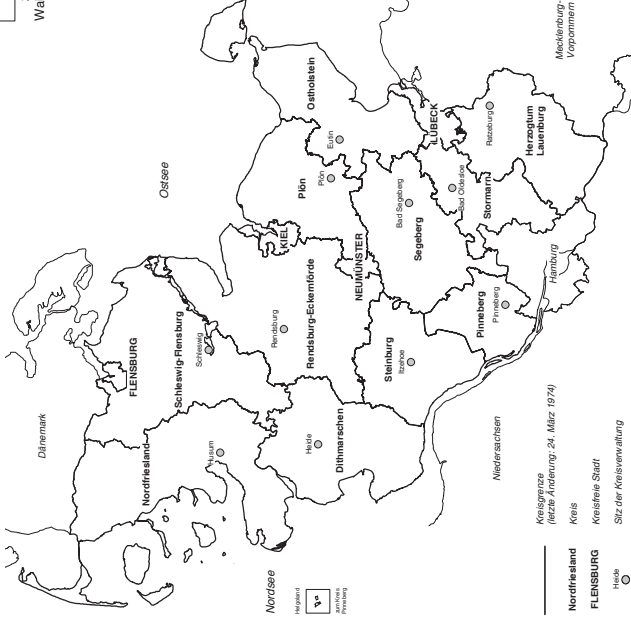 Wa
Dänemark
Ostsee
FLENSBURG
Schleswig-Flensburg
Schleswig
Nordfriesland
Husum
Nordsee
Helgoland
zum Kreis
Pinneberg
Heide
Dithmarschen
Rendsburg
Rendsburg-Eckernförde
KIEL
Plön
Plön
Ostholstein
Eutin
NEUMÜNSTER
Steinburg
Itzehoe
Segeberg
Bad Segeberg
LÜBECK
Pinneberg
Pinneberg
Stormarn
Bad Oldesloe
Herzogtum
Lauenburg
Ratzeburg
Hamburg
Mecklenburg-
Vorpommern
Niedersachsen
Kreisgrenze
(letzte Änderung: 24. März 1974)
Nordfriesland Kreis
FLENSBURG Kreisfreie Stadt
Heide Sitz der Kreisverwaltung